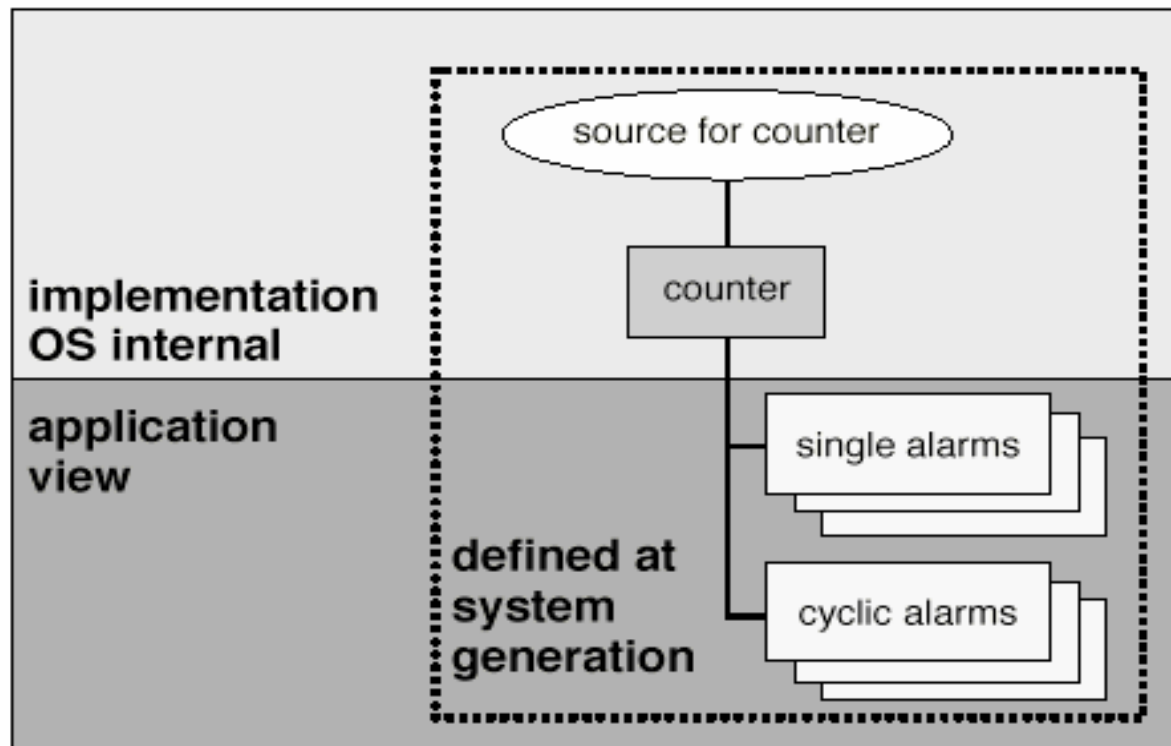 source for counter
counter
implementation
OS internal
application
view
single alarms
defined at
system
generation
cyclic alarms